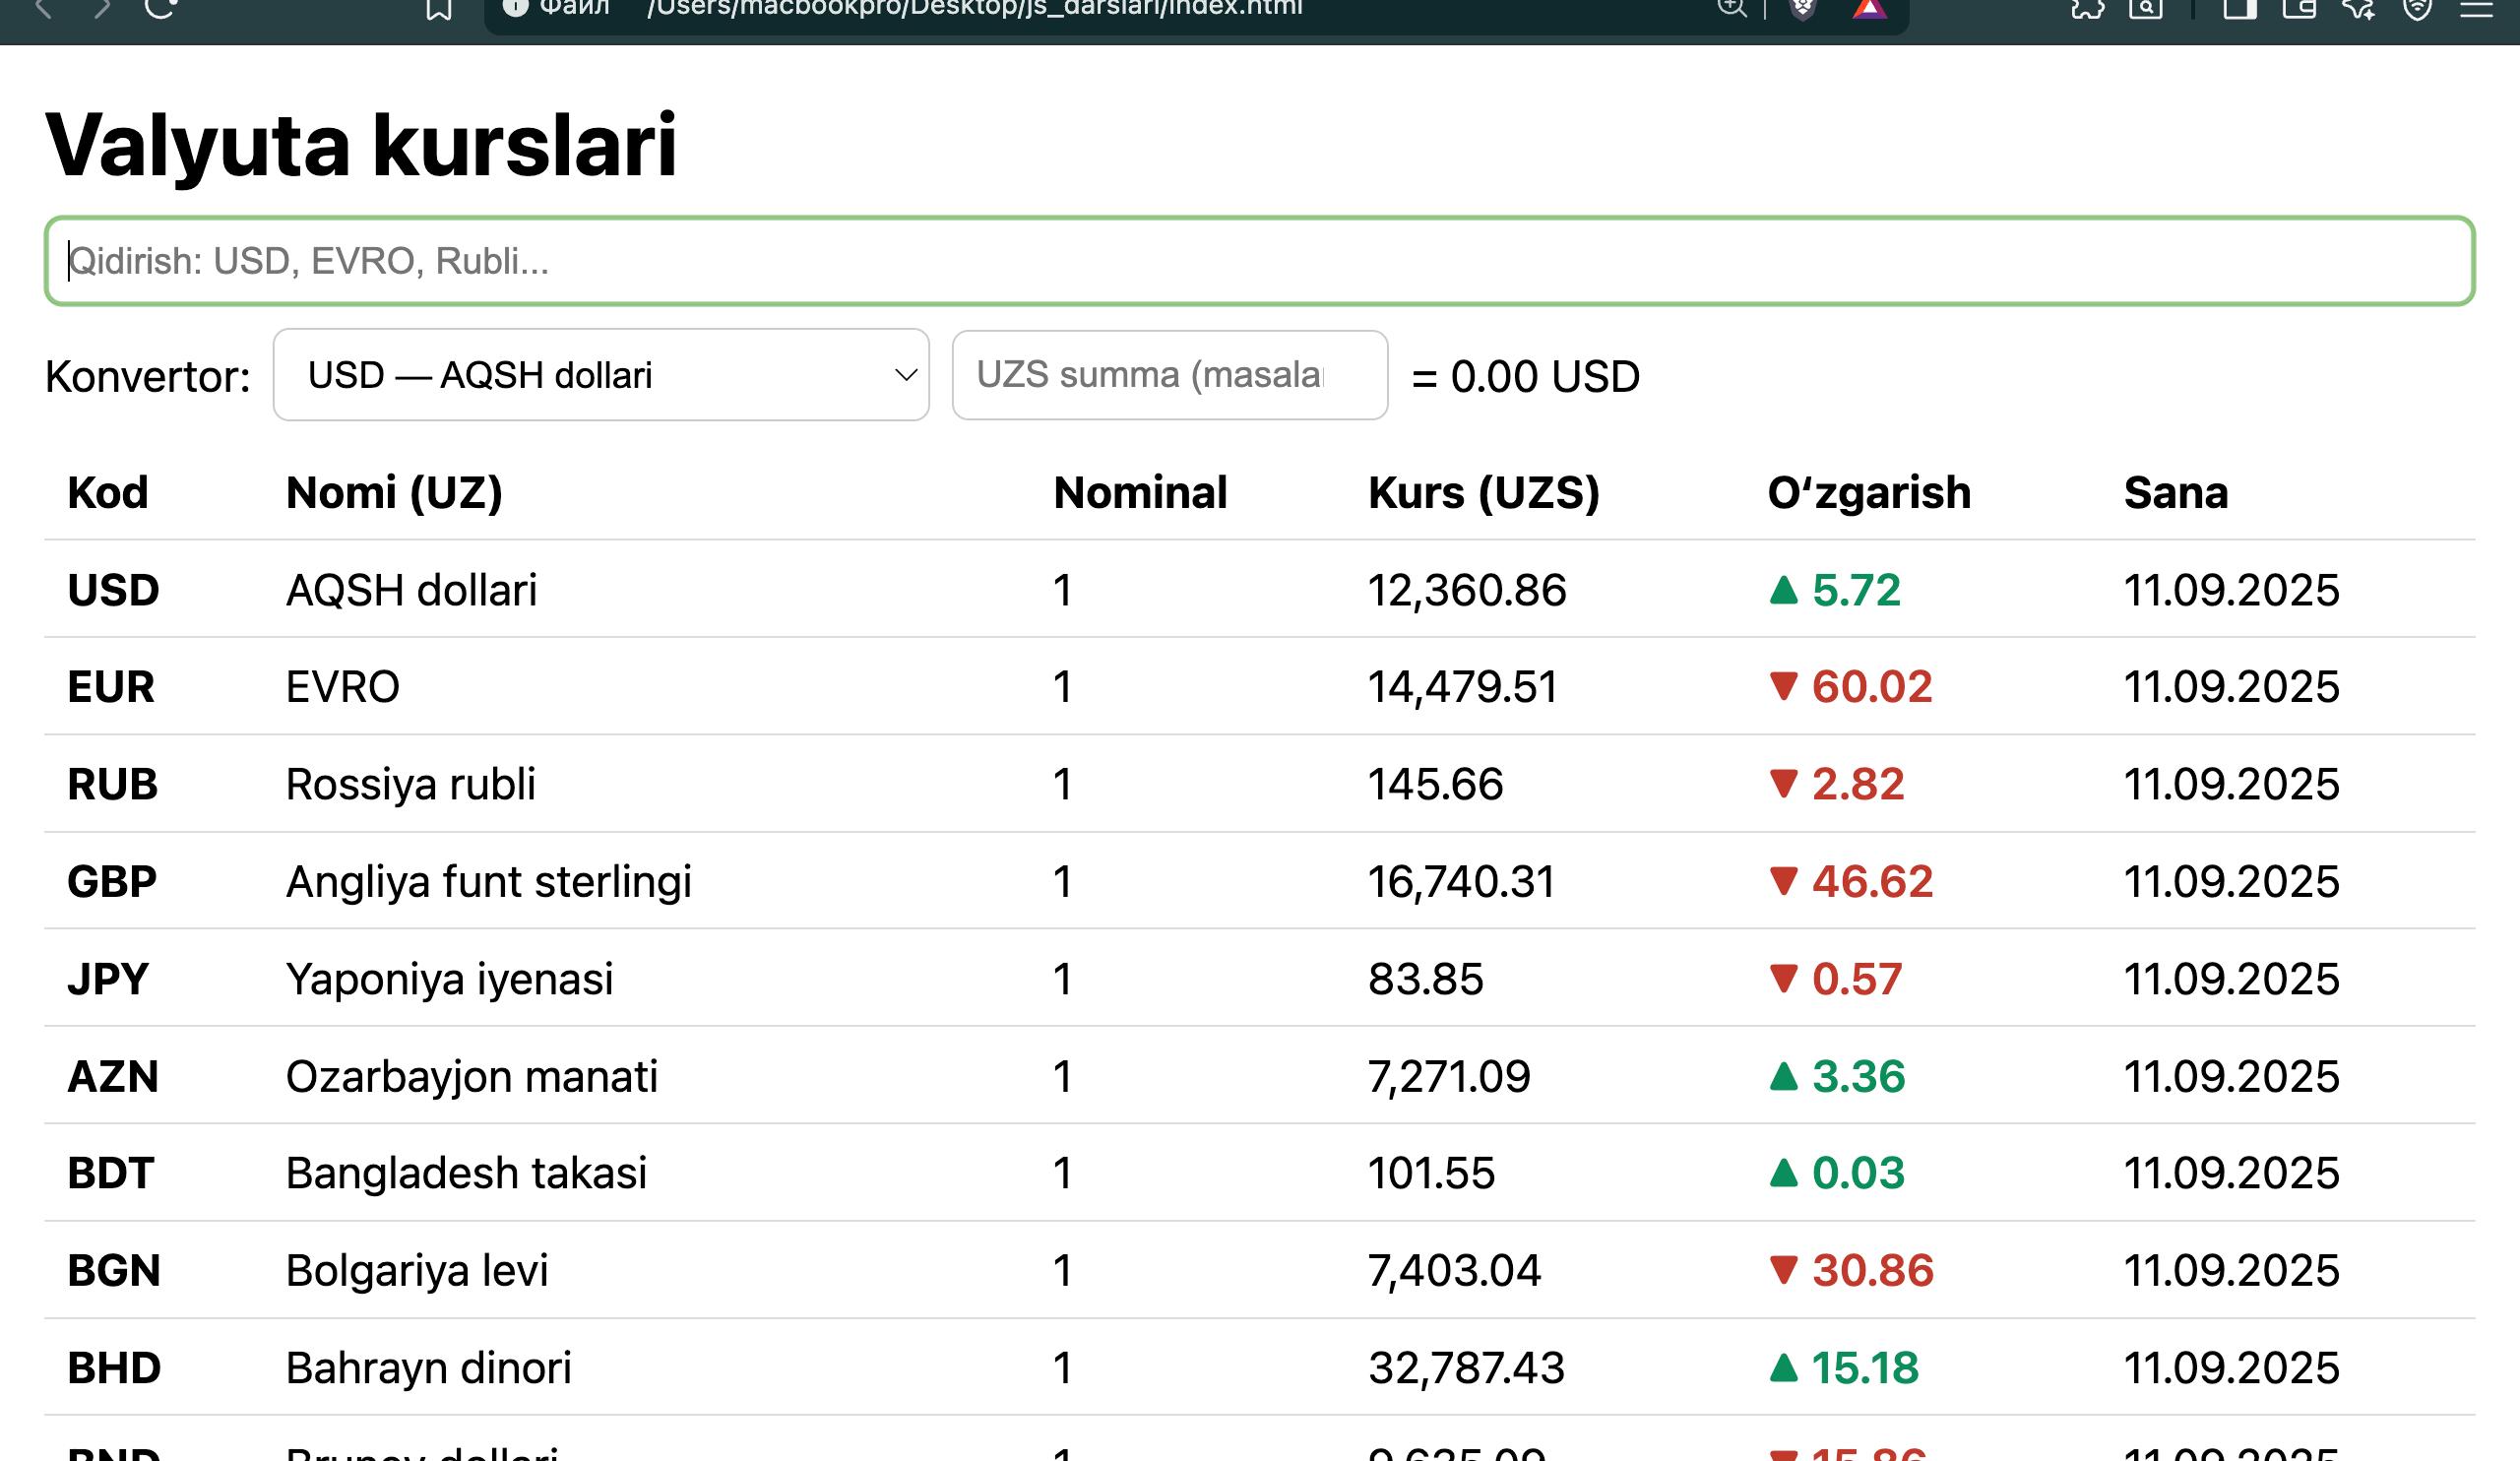 Файл /Users/macbookpro/Desktop/js_darslari/index.html
Valyuta kurslari
Qidirish: USD, EVRO, Rubli...
Konvertor: USD — AQSH dollari UZS summa (masalan = 0.00 USD
Kod Nomi (UZ) Nominal Kurs (UZS) O‘zgarish Sana
USD AQSH dollari 1 12,360.86 ▲ 5.72 11.09.2025
EUR EVRO 1 14,479.51 ▼ 60.02 11.09.2025
RUB Rossiya rubli 1 145.66 ▼ 2.82 11.09.2025
GBP Angliya funt sterlingi 1 16,740.31 ▼ 46.62 11.09.2025
JPY Yaponiya iyenasi 1 83.85 ▼ 0.57 11.09.2025
AZN Ozarbayjon manati 1 7,271.09 ▲ 3.36 11.09.2025
BDT Bangladesh takasi 1 101.55 ▲ 0.03 11.09.2025
BGN Bolgariya levi 1 7,403.04 ▼ 30.86 11.09.2025
BHD Bahrayn dinori 1 32,787.43 ▲ 15.18 11.09.2025
BND Bruney dollari 1 ▼ 15.86 11.09.2025